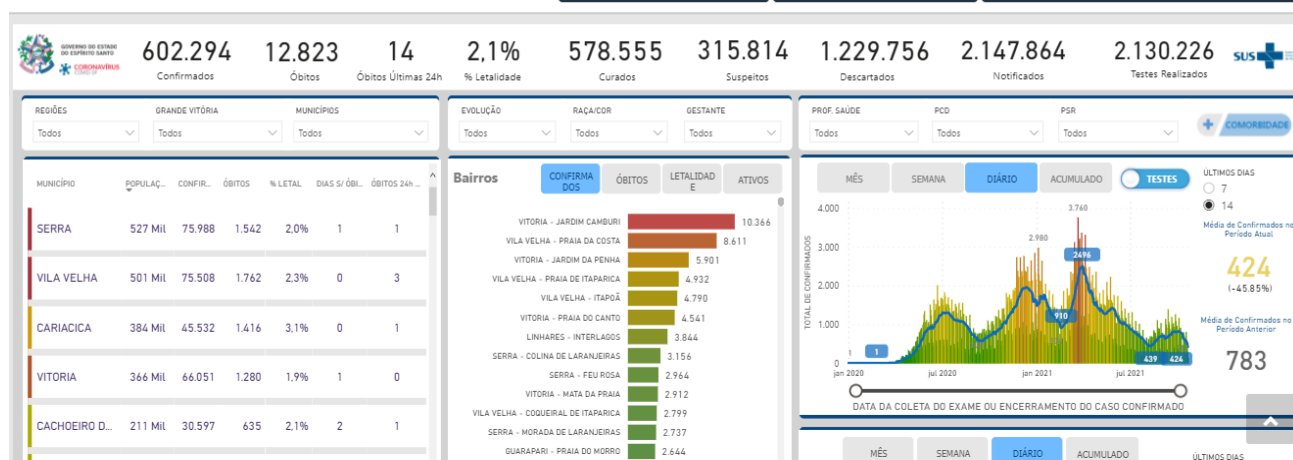 GOVERNO DO ESTADO
DO ESPÍRITO SANTO
CORONAVÍRUS
COVID-19
602.294
Confirmados
12.823
Óbitos
14
Óbitos Últimas 24h
2,1%
% Letalidade
578.555
Curados
315.814
Suspeitos
1.229.756
Descartados
2.147.864
Notificados
2.130.226
Testes Realizados
SUS
REGIÕES
GRANDE VITÓRIA
MUNICÍPIOS
Todos
Todos
Todos
EVOLUÇÃO
RAÇA/COR
GESTANTE
Todos
Todos
Todos
PROF. SAÚDE
PCD
PSR
Todos
Todos
Todos
+ COMORBIDADE
MUNICÍPIO POPULAÇ... CONFIR... ÓBITOS % LETAL DIAS S/ ÓBI... ÓBITOS 24h ...
SERRA 527 Mil 75.988 1.542 2,0% 1 1
VILA VELHA 501 Mil 75.508 1.762 2,3% 0 3
CARIACICA 384 Mil 45.532 1.416 3,1% 0 1
VITORIA 366 Mil 66.051 1.280 1,9% 1 0
CACHOEIRO D... 211 Mil 30.597 635 2,1% 2 1
Bairros
CONFIRMA
DOS
ÓBITOS
LETALIDAD
E
ATIVOS
VITORIA - JARDIM CAMBURI 10.366
VILA VELHA - PRAIA DA COSTA 8.611
VITORIA - JARDIM DA PENHA 5.901
VILA VELHA - PRAIA DE ITAPARICA 4.932
VILA VELHA - ITAPOÃ 4.790
VITORIA - PRAIA DO CANTO 4.541
LINHARES - INTERLAGOS 3.844
SERRA - COLINA DE LARANJEIRAS 3.156
SERRA - FEU ROSA 2.964
VITORIA - MATA DA PRAIA 2.912
VILA VELHA - COQUEIRAL DE ITAPARICA 2.799
SERRA - MORADA DE LARANJEIRAS 2.737
GUARAPARI - PRAIA DO MORRO 2.644
MÊS
SEMANA
DIÁRIO
ACUMULADO
TESTES
TOTAL DE CONFIRMADOS
4.000
3.000
2.000
1.000
0
1
1
2.980
910
3.760
2496
439
424
jan 2020
jul 2020
jan 2021
jul 2021
DATA DA COLETA DO EXAME OU ENCERRAMENTO DO CASO CONFIRMADO
ÚLTIMOS DIAS
7
14
Média de Confirmados no
Período Atual
424
(-45.85%)
Média de Confirmados no
Período Anterior
783
MÊS
SEMANA
DIÁRIO
ACUMULADO
ÚLTIMOS DIAS